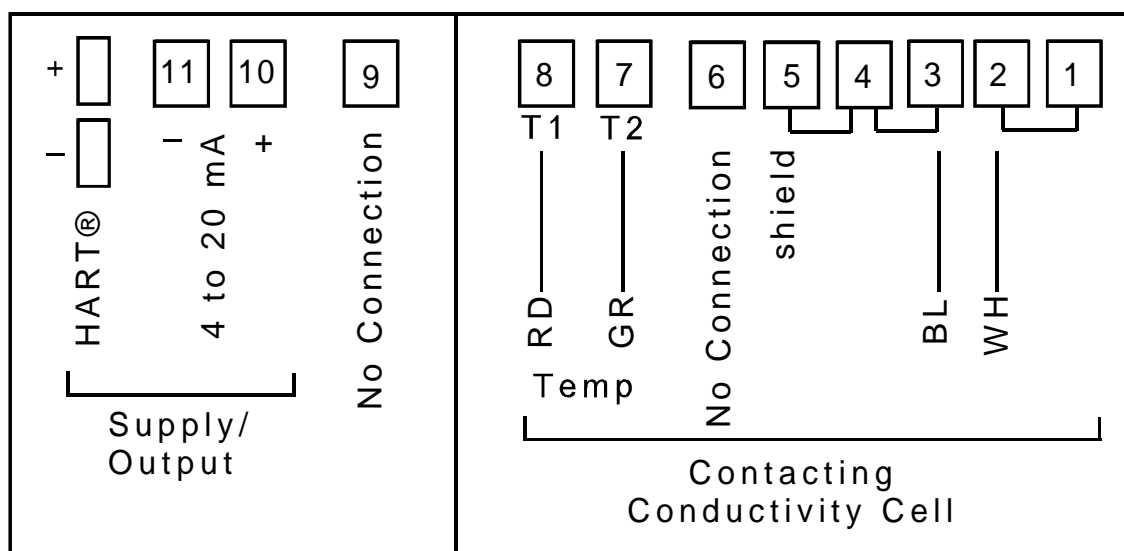 +
11
10
9
8
7
6
5
4
3
2
1
–
–
+
T1
T2
HART®
4 to 20 mA
No Connection
RD
GR
No Connection
shield
BL
WH
Temp
Supply/
Output
Contacting
Conductivity Cell